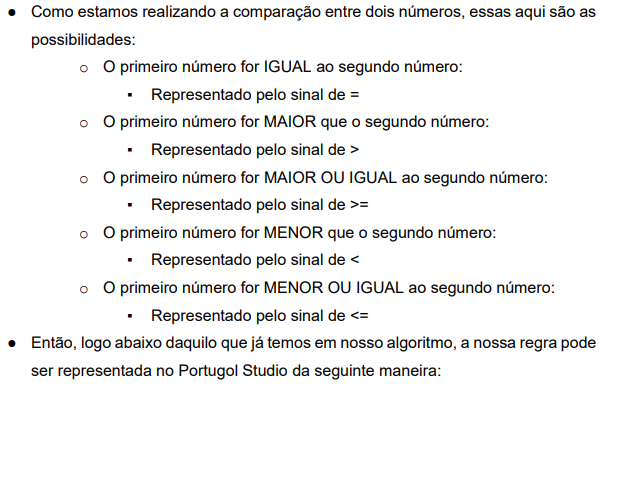 ● Como estamos realizando a comparação entre dois números, essas aqui são as
possibilidades:
○ O primeiro número for IGUAL ao segundo número:
▪ Representado pelo sinal de =
○ O primeiro número for MAIOR que o segundo número:
▪ Representado pelo sinal de >
○ O primeiro número for MAIOR OU IGUAL ao segundo número:
▪ Representado pelo sinal de >=
○ O primeiro número for MENOR que o segundo número:
▪ Representado pelo sinal de <
○ O primeiro número for MENOR OU IGUAL ao segundo número:
▪ Representado pelo sinal de <=
● Então, logo abaixo daquilo que já temos em nosso algoritmo, a nossa regra pode
ser representada no Portugol Studio da seguinte maneira: